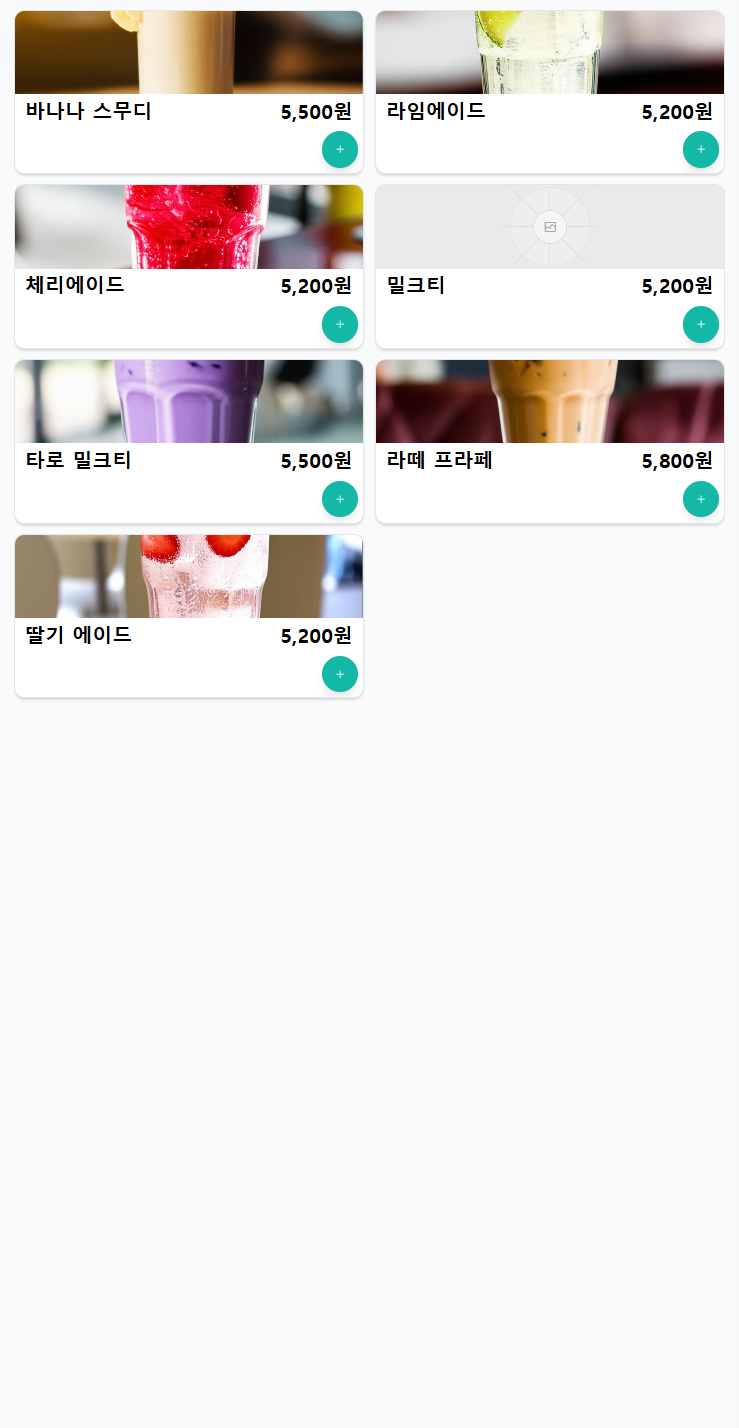 바나나 스무디 5,500원
라임에이드 5,200원
+
+
체리에이드 5,200원
밀크티 5,200원
+
+
타로 밀크티 5,500원
라떼 프라페 5,800원
+
+
딸기 에이드 5,200원
+